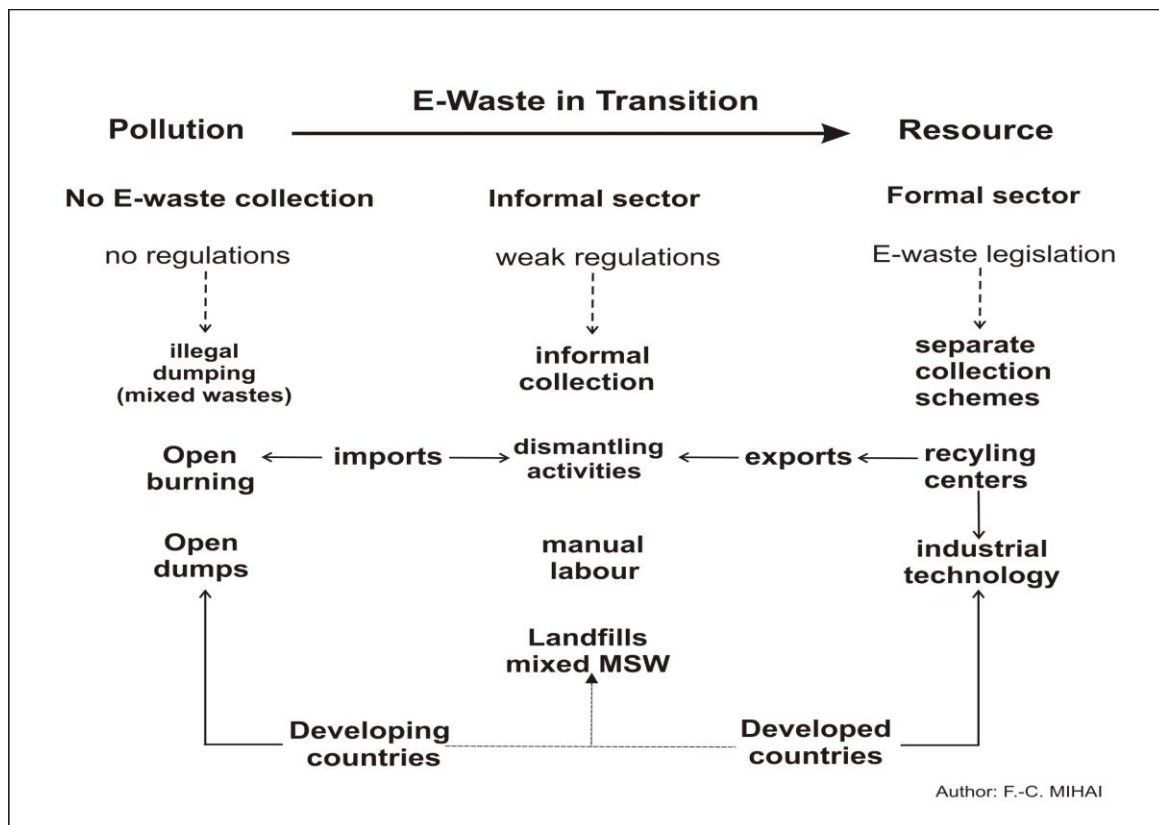 E-Waste in Transition
Pollution
Resource
No E-waste collection
Informal sector
Formal sector
no regulations
weak regulations
E-waste legislation
illegal
dumping
(mixed wastes)
informal
collection
separate
collection
schemes
Open
burning
imports
dismantling
activities
exports
recyling
centers
Open
dumps
manual
labour
industrial
technology
Landfills
mixed MSW
Developing
countries
Developed
countries
Author: F.-C. MIHAI